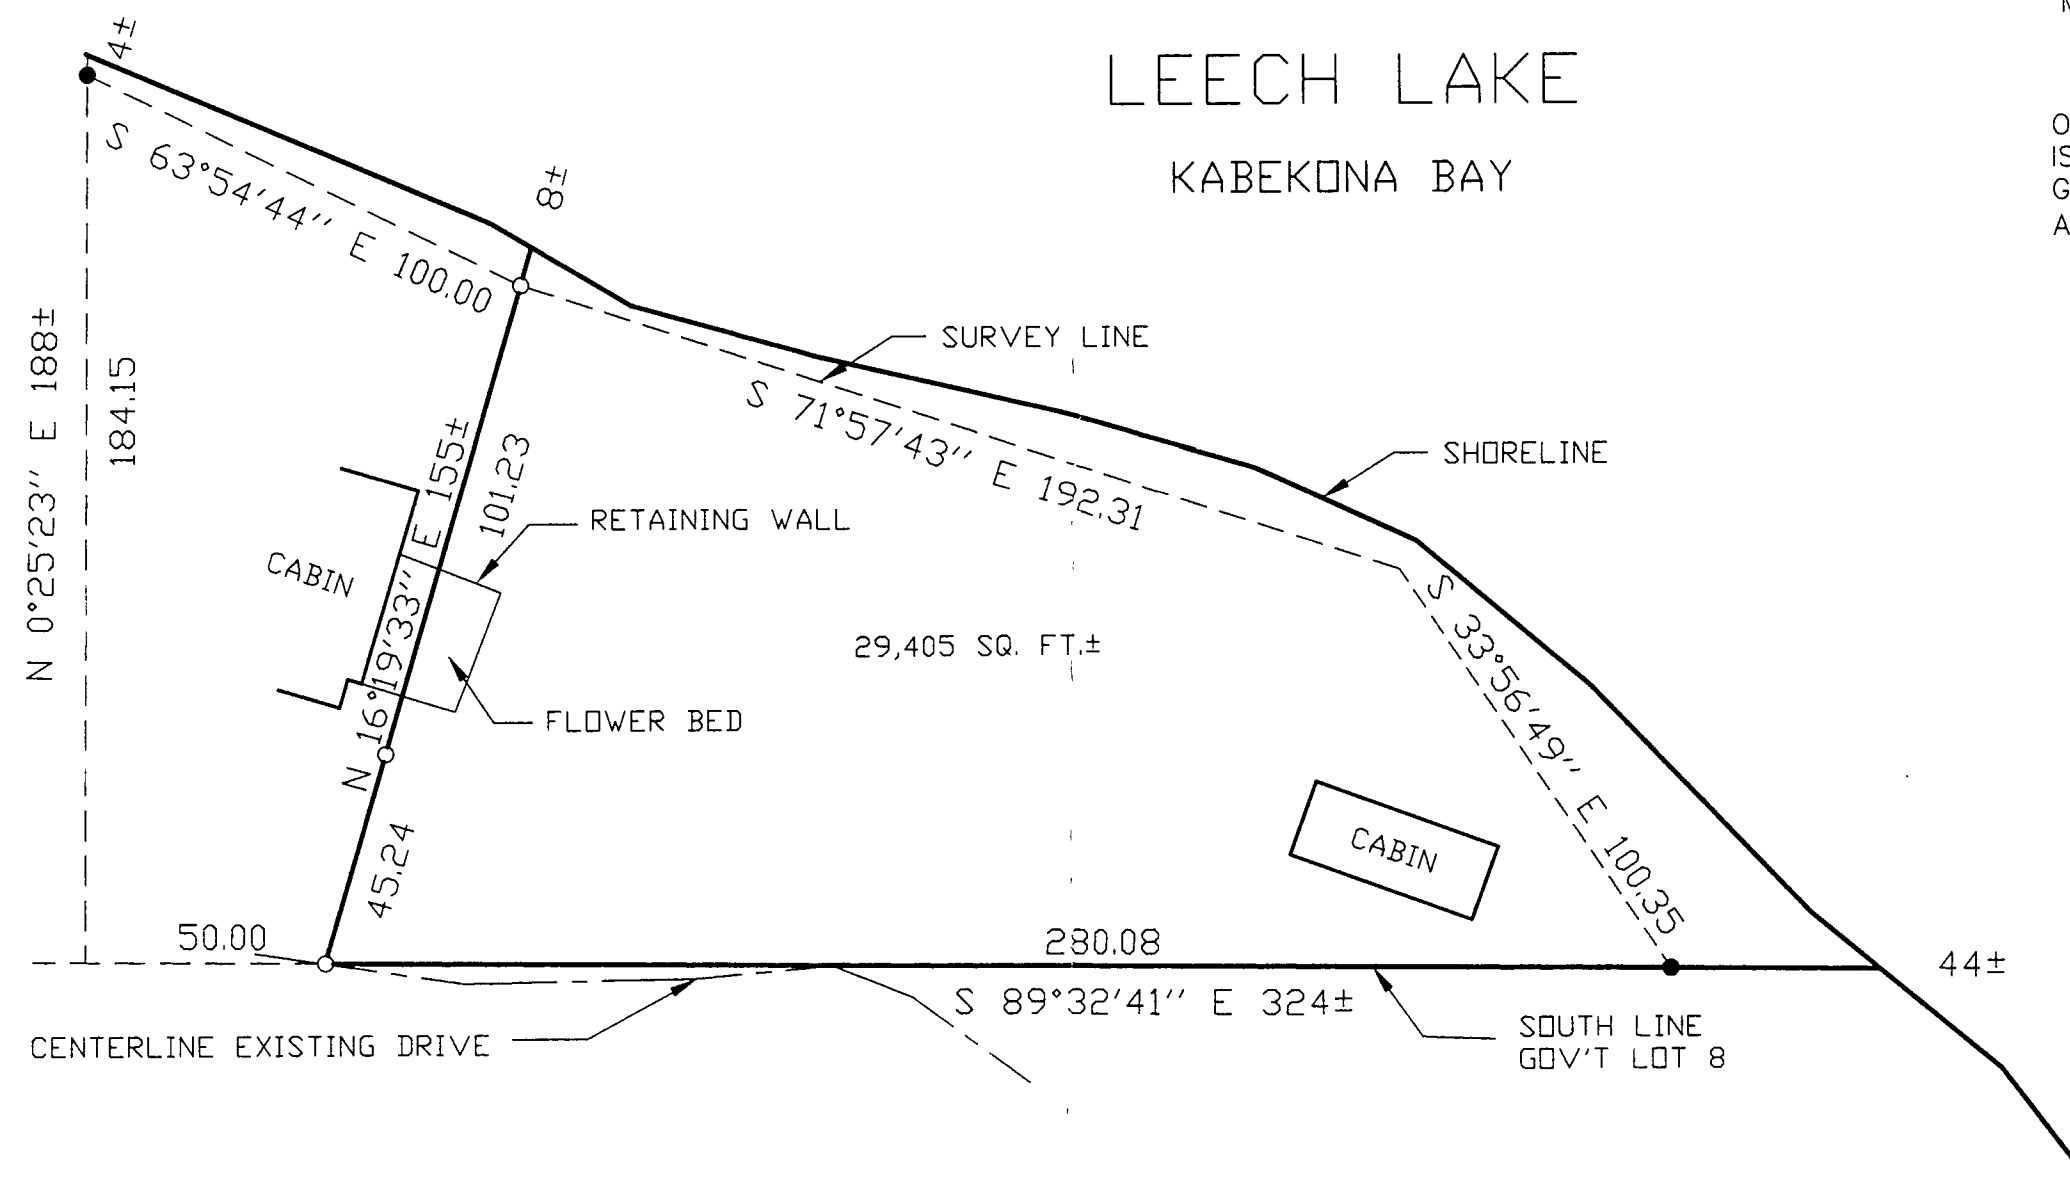 LEECH LAKE
KABEKONA BAY
4±
S 63°54'44" E 100.00
8±
N 0°25'23" E 188±
184.15
SURVEY LINE
S 71°57'43" E 192.31
SHORELINE
N 16°19'33" E 155±
101.23
RETAINING WALL
CABIN
FLOWER BED
29,405 SQ. FT.±
S 33°56'49" E 100.35
CABIN
45.24
50.00
280.08
44±
S 89°32'41" E 324±
CENTERLINE EXISTING DRIVE
SOUTH LINE
GOV'T LOT 8